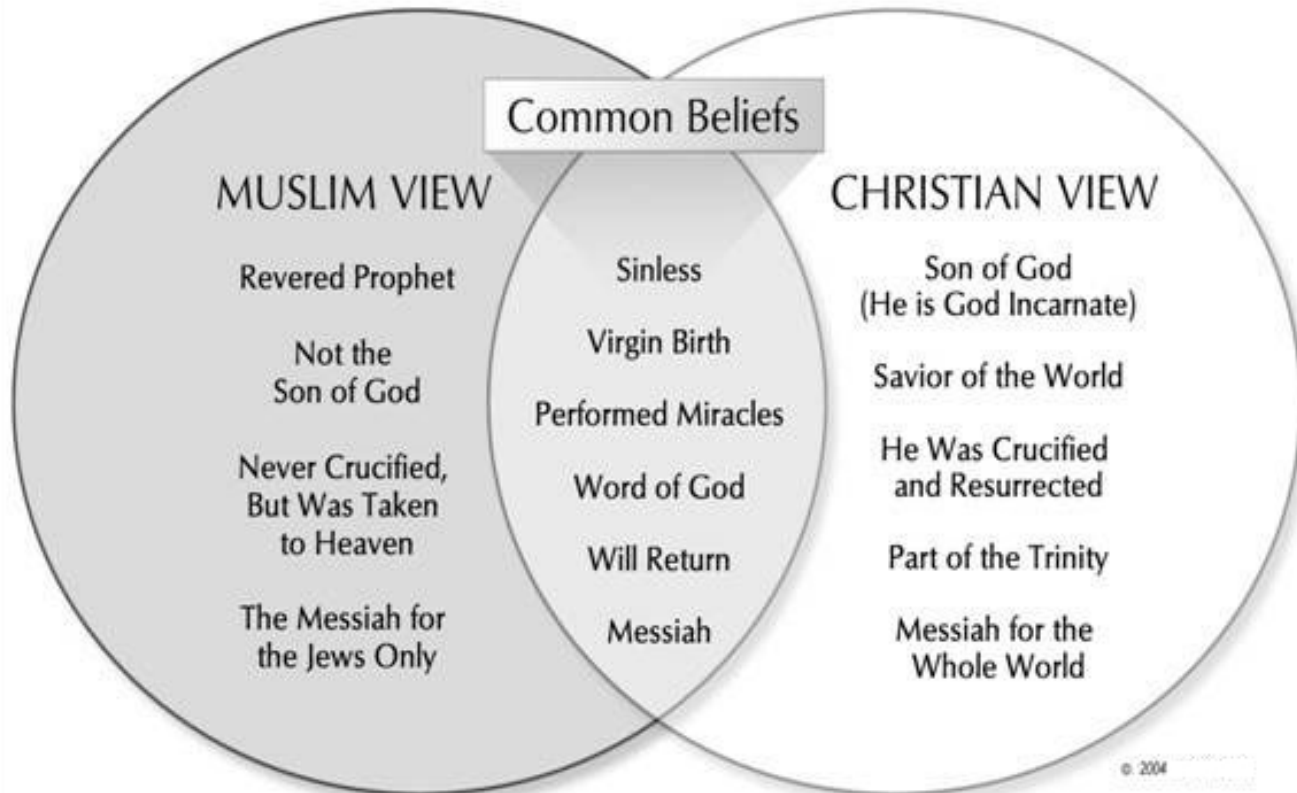 Common Beliefs
MUSLIM VIEW
Revered Prophet
Not the
Son of God
Never Crucified,
But Was Taken
to Heaven
The Messiah for
the Jews Only
Sinless
Virgin Birth
Performed Miracles
Word of God
Will Return
Messiah
CHRISTIAN VIEW
Son of God
(He is God Incarnate)
Savior of the World
He Was Crucified
and Resurrected
Part of the Trinity
Messiah for the
Whole World
© 2004